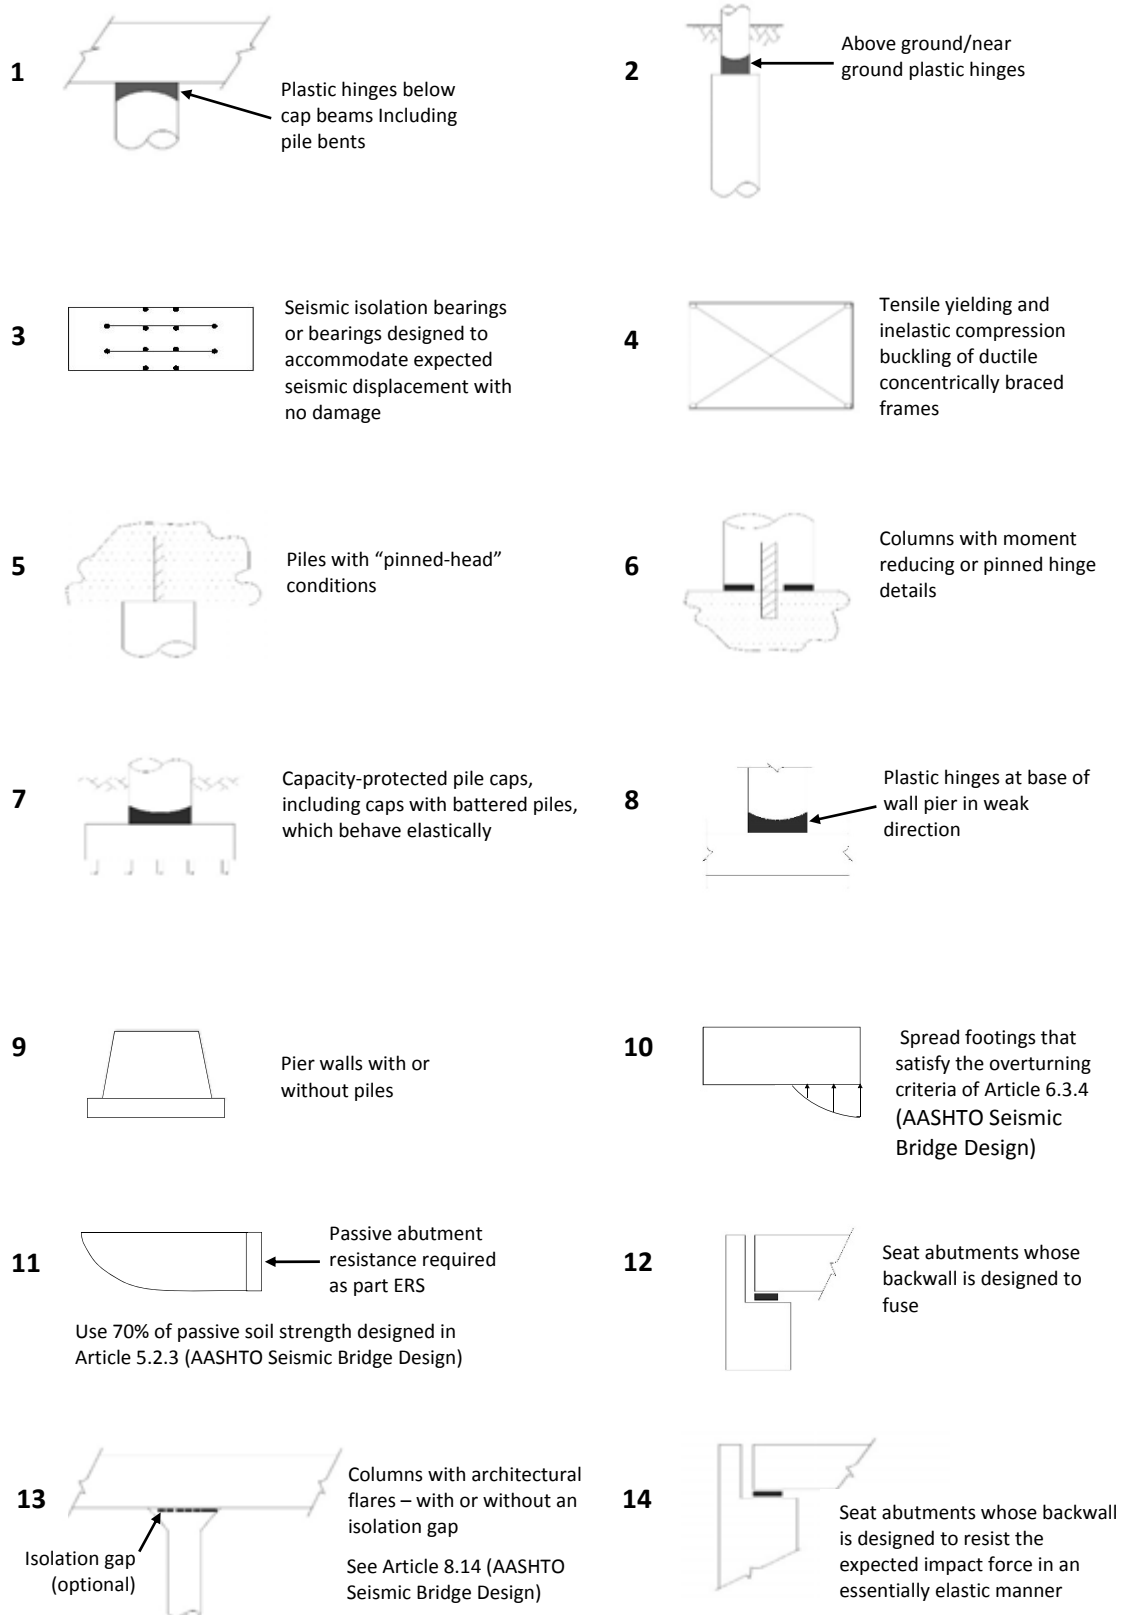 1
Plastic hinges below
cap beams Including
pile bents
2
Above ground/near
ground plastic hinges
3
Seismic isolation bearings
or bearings designed to
accommodate expected
seismic displacement with
no damage
4
Tensile yielding and
inelastic compression
buckling of ductile
concentrically braced
frames
5
Piles with “pinned-head”
conditions
6
Columns with moment
reducing or pinned hinge
details
7
Capacity-protected pile caps,
including caps with battered piles,
which behave elastically
8
Plastic hinges at base of
wall pier in weak
direction
9
Pier walls with or
without piles
10
Spread footings that
satisfy the overturning
criteria of Article 6.3.4
(AASHTO Seismic
Bridge Design)
11
Passive abutment
resistance required
as part ERS
Use 70% of passive soil strength designed in
Article 5.2.3 (AASHTO Seismic Bridge Design)
12
Seat abutments whose
backwall is designed to
fuse
13
Isolation gap
(optional)
Columns with architectural
flares – with or without an
isolation gap
See Article 8.14 (AASHTO
Seismic Bridge Design)
14
Seat abutments whose backwall
is designed to resist the
expected impact force in an
essentially elastic manner